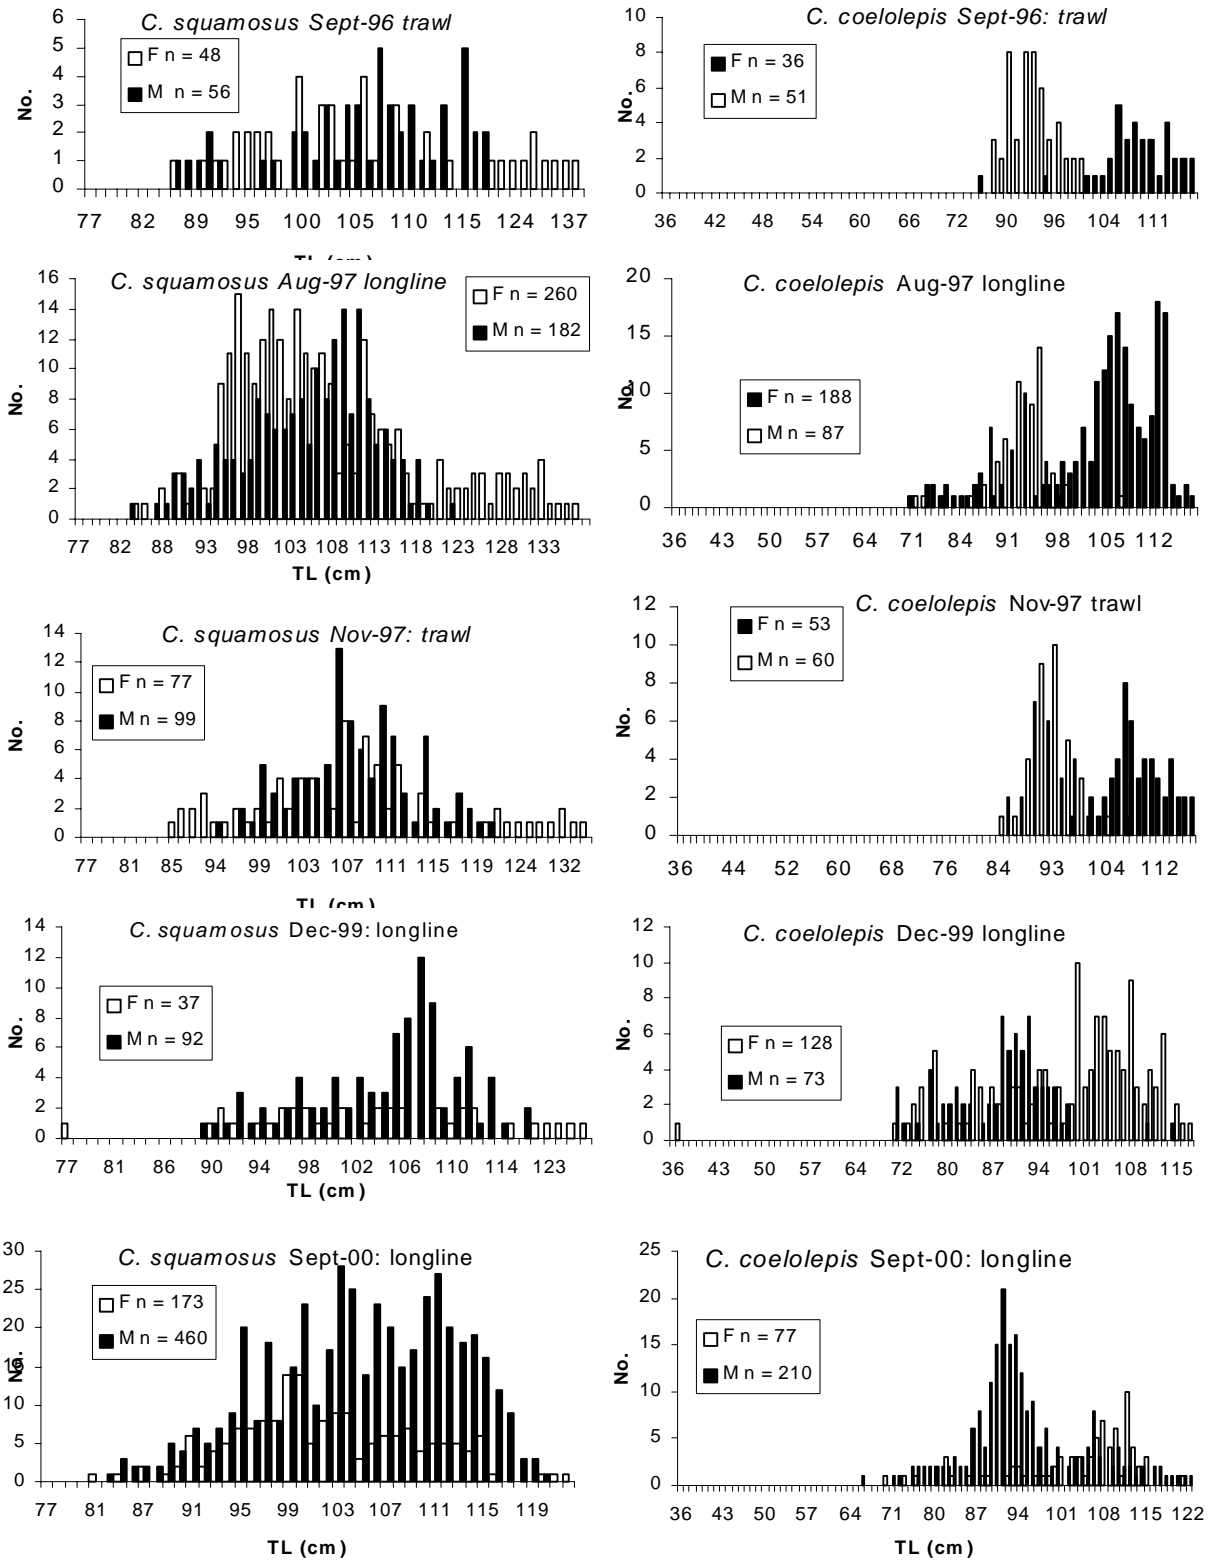 C. squamosus Sept-96 trawl
F n = 48
M n = 56
No.
6
5
4
3
2
1
0
77 82 89 95 100 105 110 115 124 137
TL (cm)
C. coelolepis Sept-96: trawl
F n = 36
M n = 51
No.
10
8
6
4
2
0
36 42 48 54 60 66 72 90 96 104 111
C. squamosus Aug-97 longline
F n = 260
M n = 182
No.
16
14
12
10
8
6
4
2
0
77 82 88 93 98 103 108 113 118 123 128 133
TL (cm)
C. coelolepis Aug-97 longline
F n = 188
M n = 87
No.
20
15
10
5
0
36 43 50 57 64 71 84 91 98 105 112
C. squamosus Nov-97: trawl
F n = 77
M n = 99
No.
14
12
10
8
6
4
2
0
77 81 85 94 99 103 107 111 115 119 126 132
TL (cm)
C. coelolepis Nov-97 trawl
F n = 53
M n = 60
No.
12
10
8
6
4
2
0
36 44 52 60 68 76 84 93 104 112
C. squamosus Dec-99: longline
F n = 37
M n = 92
No.
14
12
10
8
6
4
2
0
77 81 86 90 94 98 102 106 110 114 123
TL (cm)
C. coelolepis Dec-99 longline
F n = 128
M n = 73
No.
12
10
8
6
4
2
0
36 43 50 57 64 72 80 87 94 101 108 115
C. squamosus Sept-00: longline
F n = 173
M n = 460
No.
30
25
20
15
10
5
0
77 81 87 91 95 99 103 107 111 115 119
TL (cm)
C. coelolepis Sept-00: longline
F n = 77
M n = 210
No.
25
20
15
10
5
0
36 45 52 59 66 73 80 87 94 101 108 115 122
TL (cm)